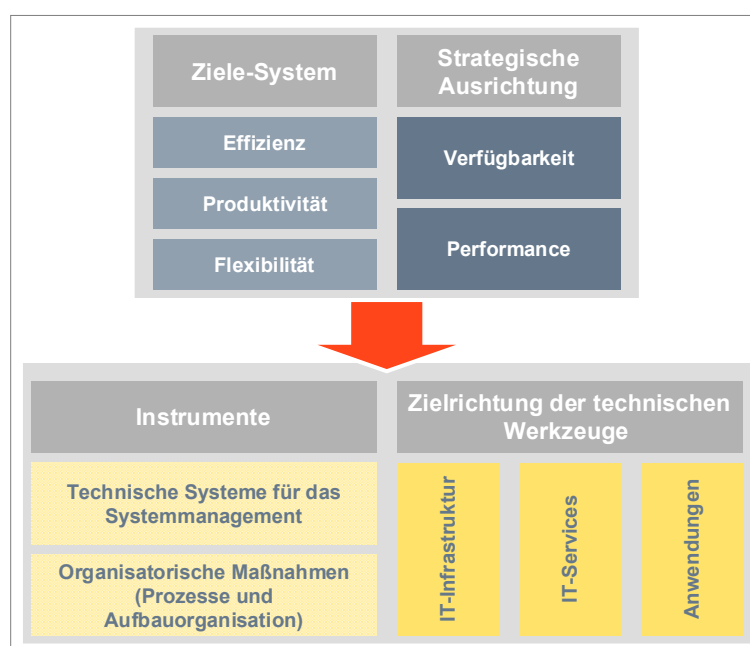 Ziele-System
Strategische
Ausrichtung
Effizienz
Produktivität
Flexibilität
Verfügbarkeit
Performance
Instrumente
Zielrichtung der technischen
Werkzeuge
Technische Systeme für das
Systemmanagement
Organisatorische Maßnahmen
(Prozesse und
Aufbauorganisation)
IT-Infrastruktur
IT-Services
Anwendungen